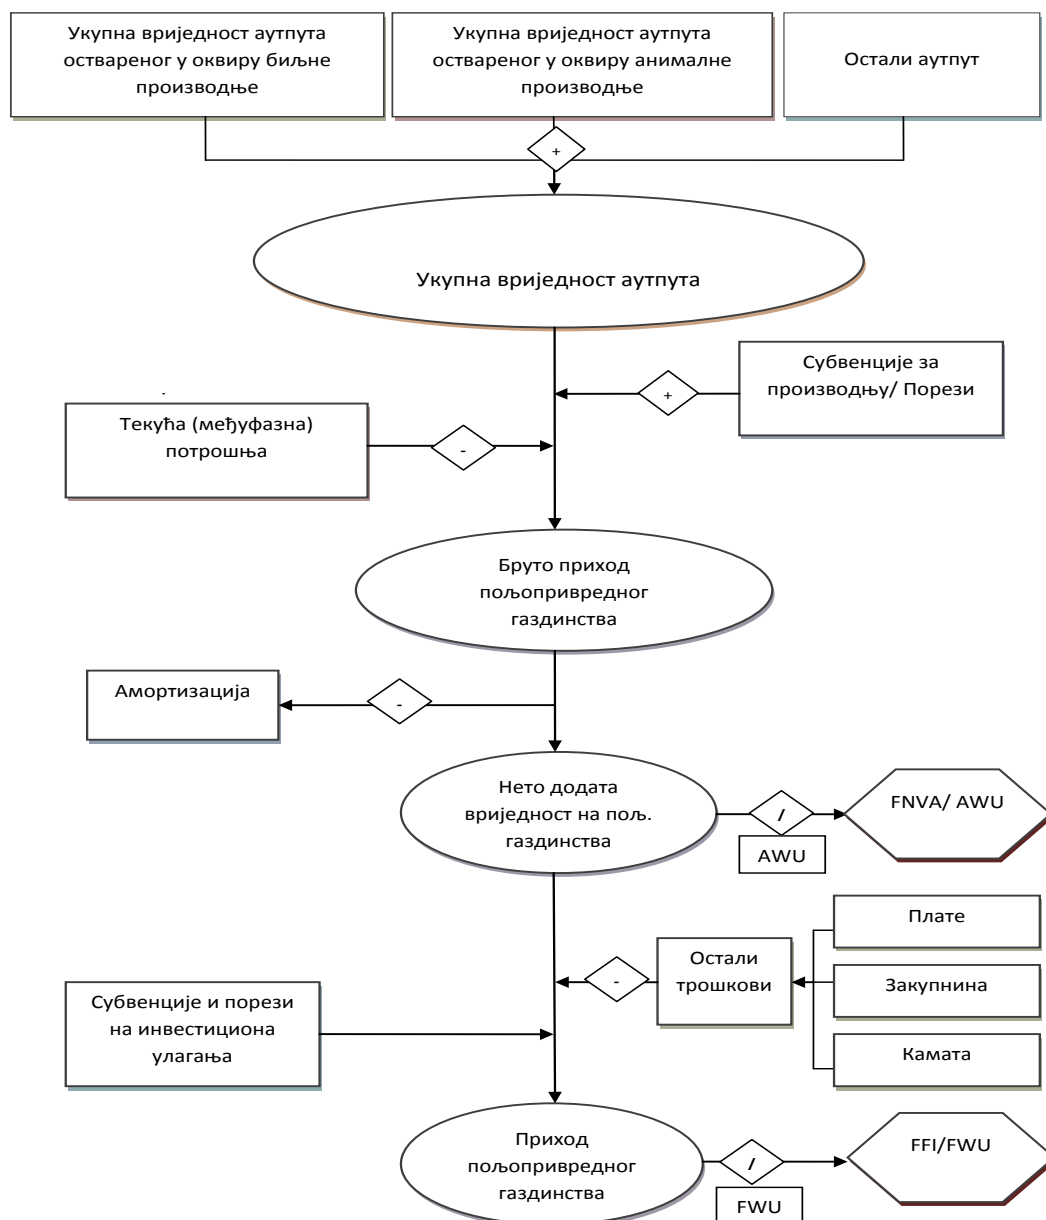 Укупна вриједност аутпута
оствареног у оквиру биљне
производње
Укупна вриједност аутпута
оствареног у оквиру анималне
производње
Остали аутпут
+
Укупна вриједност аутпута
Субвенције за
производњу/ Порези
+
Текућа (међуфазна)
потрошња
-
Бруто приход
пољопривредног
газдинства
Амортизација
-
Нето додата
вриједност на пољ.
газдинства
/
AWU
FNVA/ AWU
Плате
Остали
трошкови
-
Закупнина
Камата
Субвенције и порези
на инвестициона
улагања
Приход
пољопривредног
газдинства
/
FWU
FFI/FWU